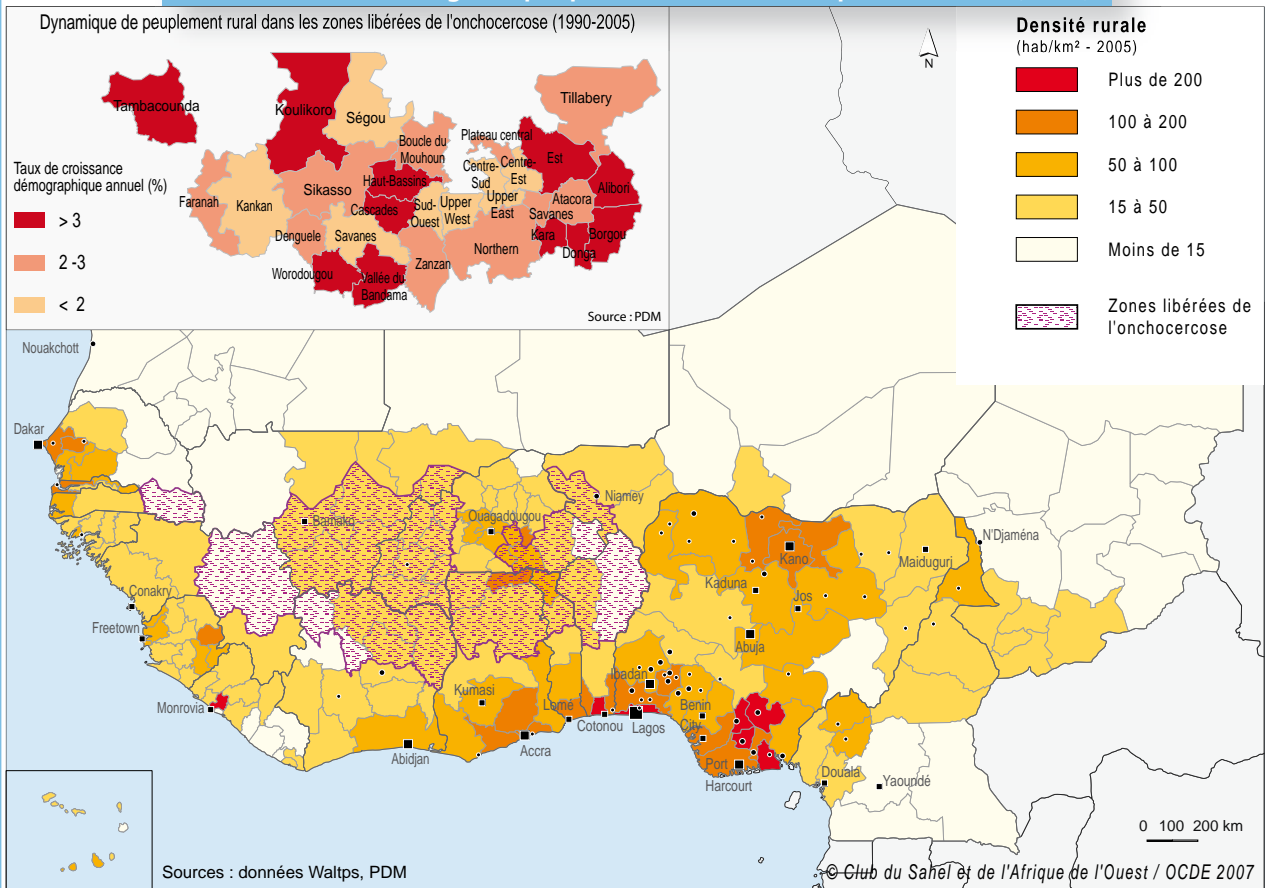 Dynamique de peuplement rural dans les zones libérées de l'onchocercose (1990-2005)
Tambacounda
Koulikoro
Ségou
Tillabery
Boucle du
Mouhoun
Plateau central
Centre-
Sud
Centre-
Est
Est
Haut-Bassins
Sikasso
Faranah
Kankan
Cascades
Sud-
Ouest
Upper
West
Upper
East
Atacora
Alibori
Savanes
Kara
Borgou
Donga
Denguele
Savanes
Northern
Zanzan
Worodougou
Vallée du
Bandama
Taux de croissance
démographique annuel (%)
> 3
2 -3
< 2
Source : PDM
N
Densité rurale
(hab/km² - 2005)
Plus de 200
100 à 200
50 à 100
15 à 50
Moins de 15
Zones libérées de
l'onchocercose
Nouakchott
Dakar
Bamako
Ouagadougou
Niamey
Kano
Maiduguri
N'Djaména
Kaduna
Jos
Conakry
Freetown
Abuja
Monrovia
Kumasi
Lomé
Ibadan
Benin
City
Cotonou
Lagos
Abidjan
Accra
Port
Harcourt
Douala
Yaoundé
0 100 200 km
Sources : données Waltps, PDM
© Club du Sahel et de l'Afrique de l'Ouest / OCDE 2007